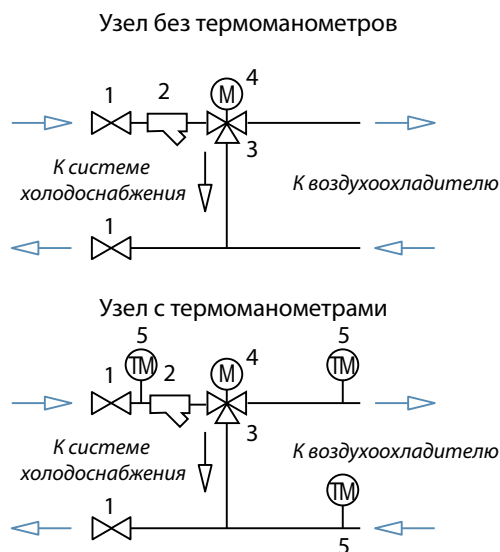 Узел без термоманометров
4
1
2
М
3
К системе
холодоснабжения
К воздухоохладителю
1
Узел с термоманометрами
5
5
4
ТМ
ТМ
1
2
М
3
К системе
холодоснабжения
К воздухоохладителю
ТМ
1
5